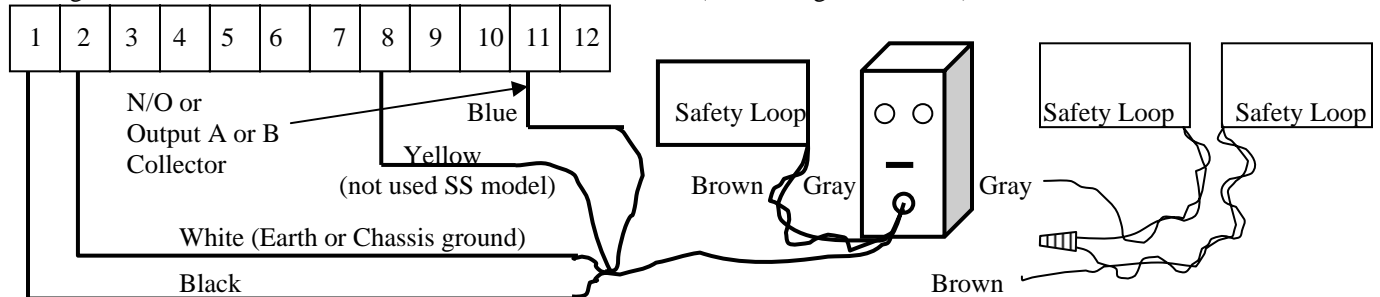 1 2 3 4 5 6 7 8 9 10 11 12
N/O or
Output A or B
Collector
Blue
Yellow
(not used SS model)
White (Earth or Chassis ground)
Black
Safety Loop
Brown
Gray
Gray
Safety Loop
Safety Loop
Brown